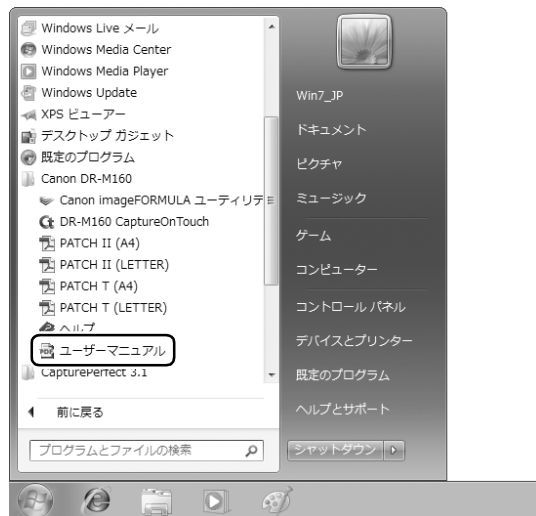 Windows Live メール
Windows Media Center
Windows Media Player
Windows Update
XPS ビューアー
デスクトップ ガジェット
既定のプログラム
Canon DR-M160
Canon imageFORMULA ユーティリテ
DR-M160 CaptureOnTouch
PATCH II (A4)
PATCH II (LETTER)
PATCH T (A4)
PATCH T (LETTER)
ヘルプ
ユーザーマニュアル
CapturePerfect 3.1
前に戻る
プログラムとファイルの検索
Win7_JP
ドキュメント
ピクチャ
ミュージック
ゲーム
コンピューター
コントロール パネル
デバイスとプリンター
既定のプログラム
ヘルプとサポート
シャットダウン